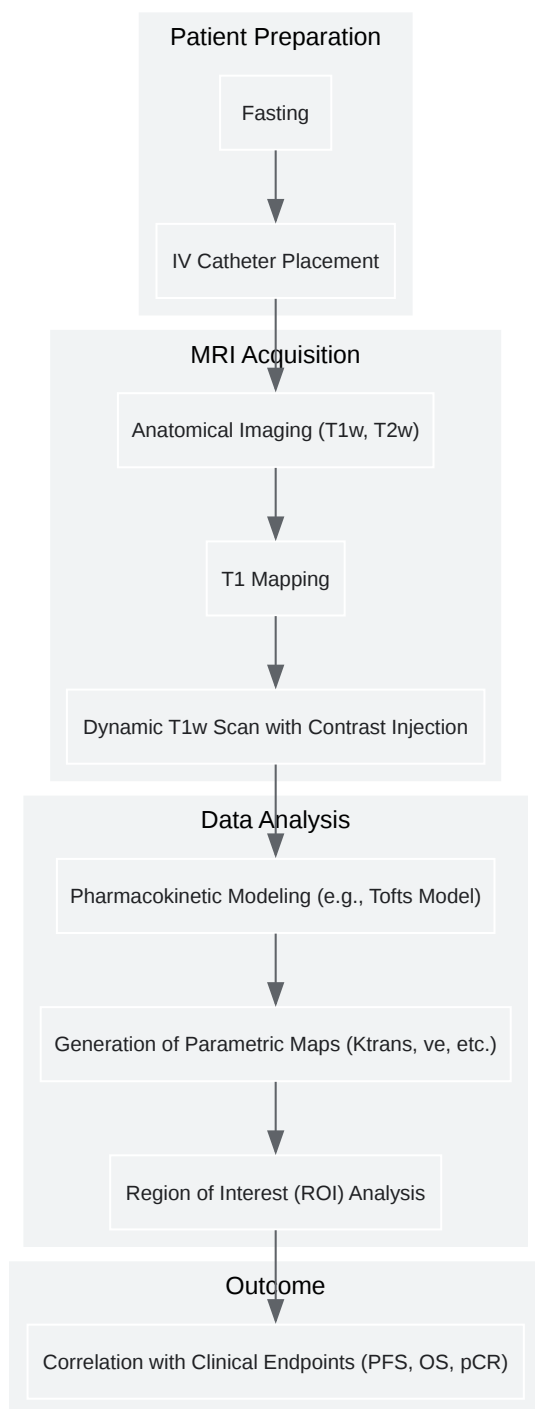 Patient Preparation
Fasting
IV Catheter Placement
MRI Acquisition
Anatomical Imaging (T1w, T2w)
T1 Mapping
Dynamic T1w Scan with Contrast Injection
Data Analysis
Pharmacokinetic Modeling (e.g., Tofts Model)
Generation of Parametric Maps (Ktrans, ve, etc.)
Region of Interest (ROI) Analysis
Outcome
Correlation with Clinical Endpoints (PFS, OS, pCR)